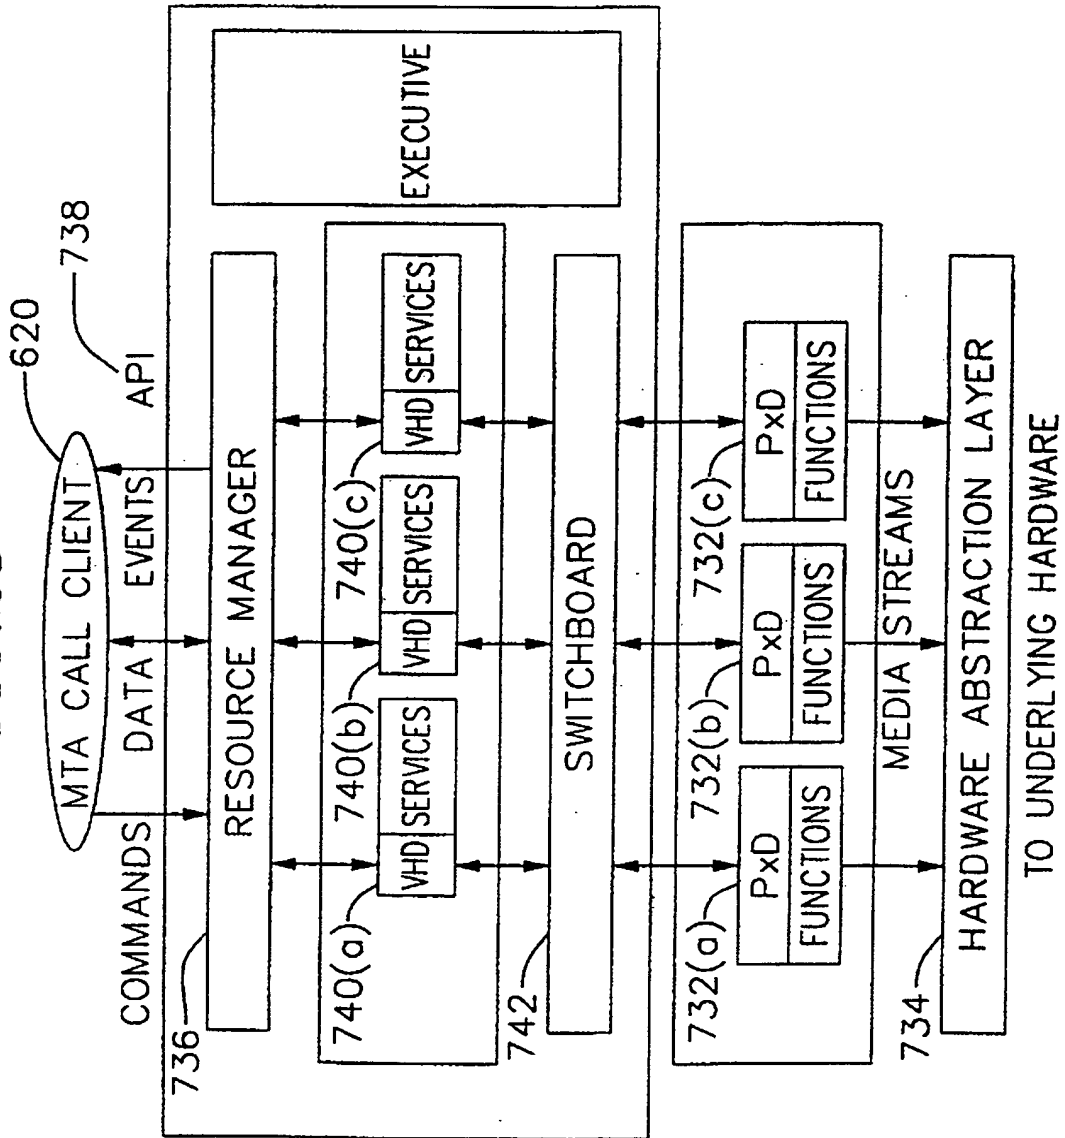 620
MTA CALL CLIENT
738
COMMANDS
DATA
EVENTS
API
736
RESOURCE MANAGER
EXECUTIVE
740(a)
VHD SERVICES
740(b)
VHD SERVICES
740(c)
VHD SERVICES
742
SWITCHBOARD
732(a)
PxD
FUNCTIONS
732(b)
PxD
FUNCTIONS
732(c)
PxD
FUNCTIONS
MEDIA STREAMS
734
HARDWARE ABSTRACTION LAYER
TO UNDERLYING HARDWARE